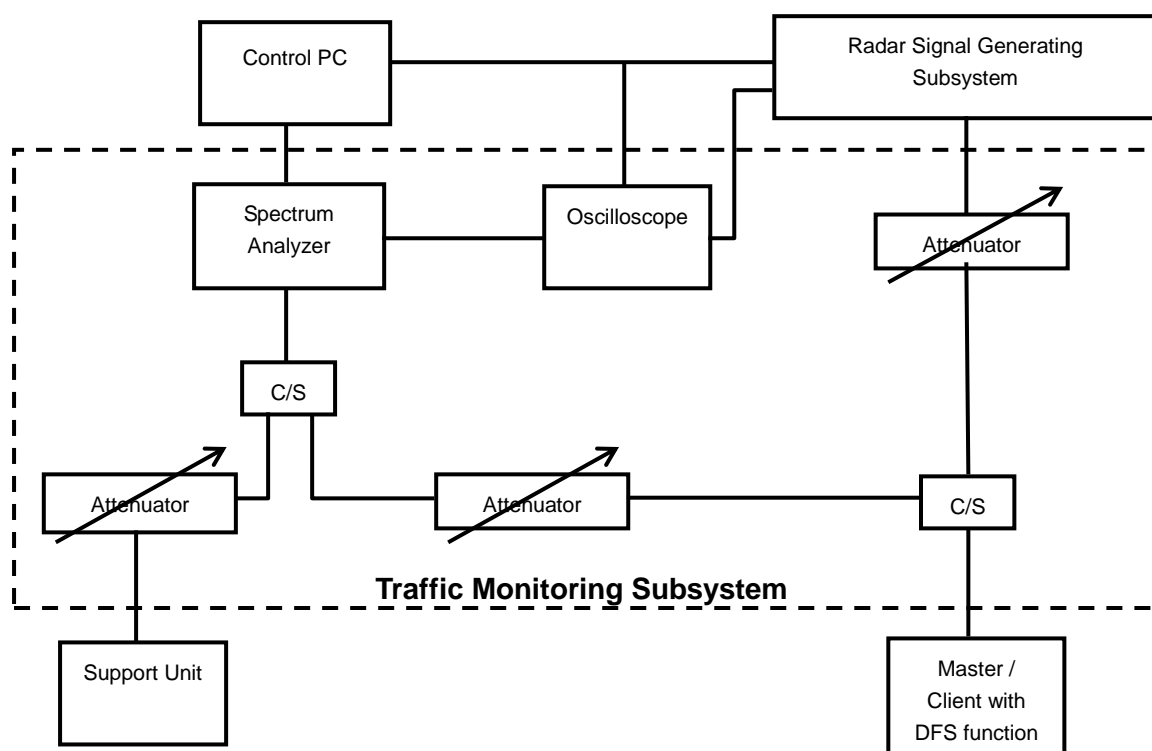 Control PC
Radar Signal Generating
Subsystem
Spectrum
Analyzer
Oscilloscope
Attenuator
C/S
Attenuator
Attenuator
C/S
Traffic Monitoring Subsystem
Support Unit
Master /
Client with
DFS function